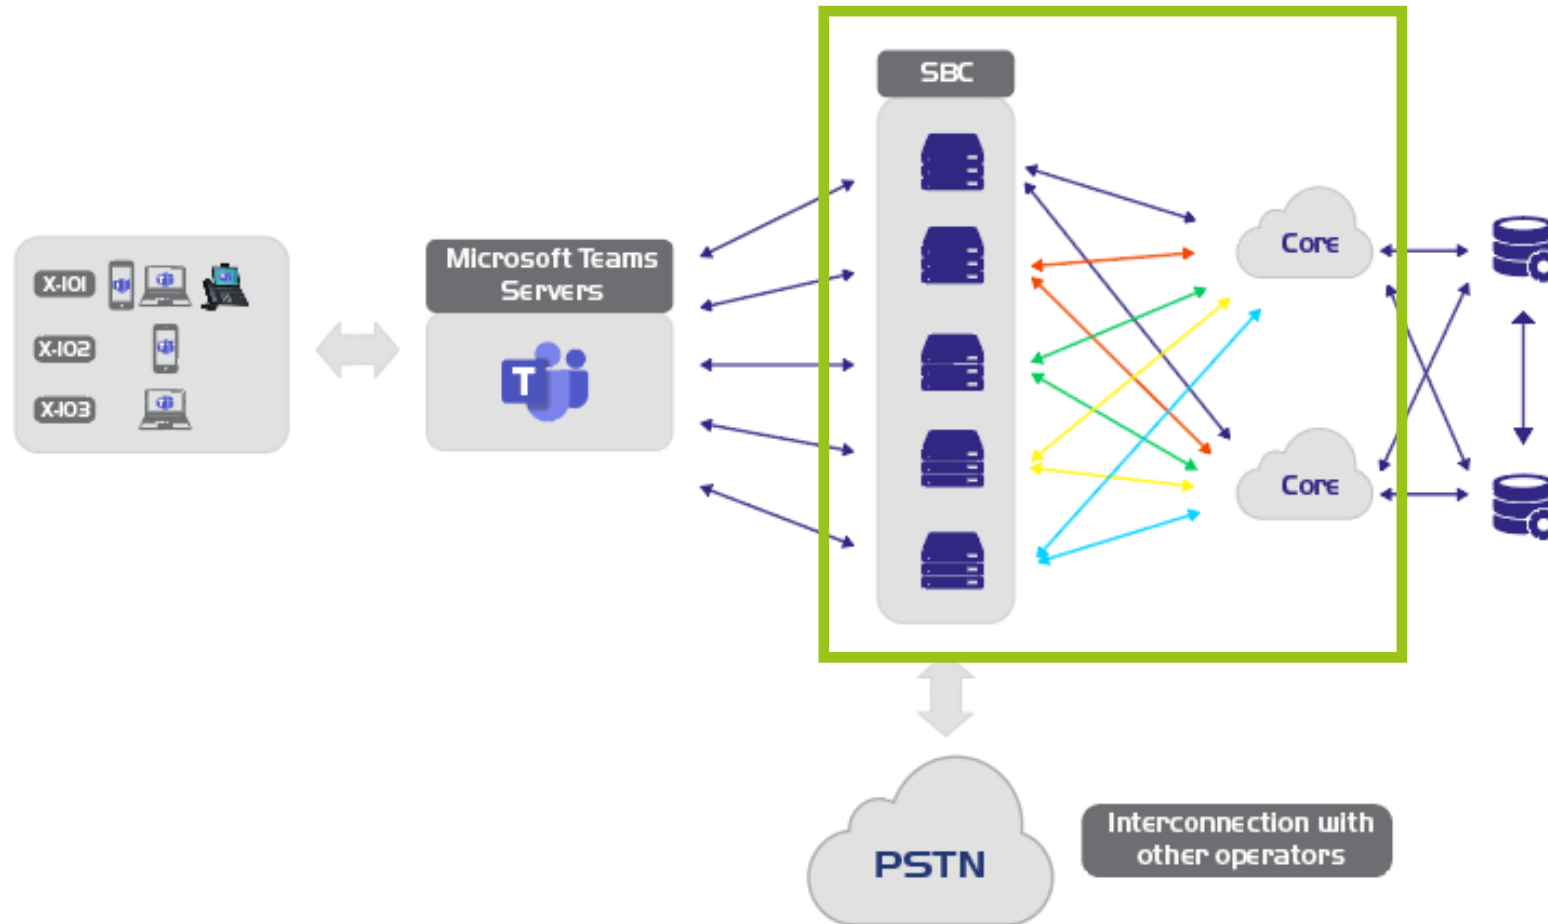 SBC
X-101
X-102
X-103
Microsoft Teams
Servers
T
Core
Core
PSTN
Interconnection with
other operators